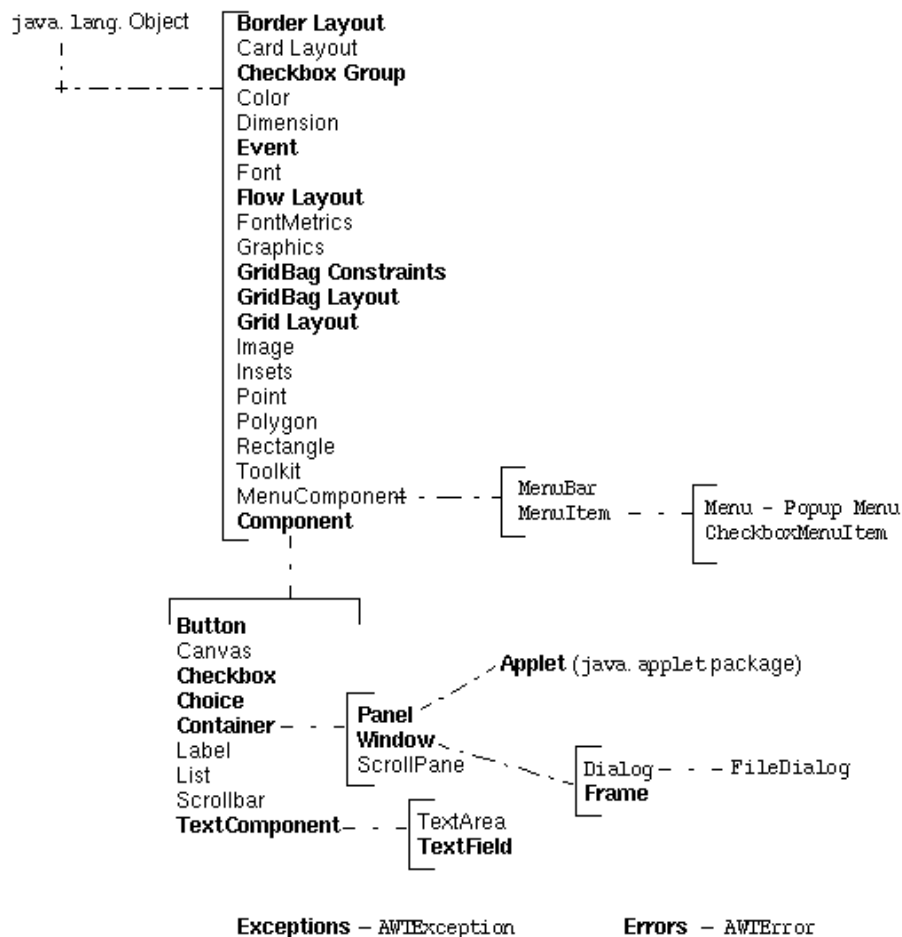 java.lang.Object
Border Layout
Card Layout
Checkbox Group
Color
Dimension
Event
Font
Flow Layout
FontMetrics
Graphics
GridBag Constraints
GridBag Layout
Grid Layout
Image
Insets
Point
Polygon
Rectangle
Toolkit
MenuComponent
Component
MenuBar
MenuItem
Menu - Popup Menu
CheckboxMenuItem
Button
Canvas
Checkbox
Choice
Container
Label
List
Scrollbar
TextComponent
Panel
Window
ScrollPane
Applet (java.applet package)
Dialog
Frame
FileDialog
TextArea
TextField
Exceptions - AWTException
Errors - AWTError